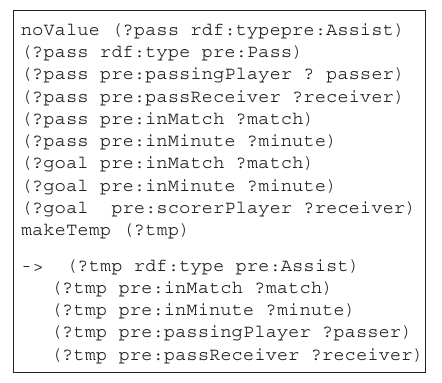 noValue (?pass rdf:typepre:Assist)
(?pass rdf:type pre:Pass)
(?pass pre:passingPlayer ? passer)
(?pass pre:passReceiver ?receiver)
(?pass pre:inMatch ?match)
(?pass pre:inMinute ?minute)
(?goal pre:inMatch ?match)
(?goal pre:inMinute ?minute)
(?goal  pre:scorerPlayer ?receiver)
makeTemp (?tmp)
->  (?tmp rdf:type pre:Assist)
(?tmp pre:inMatch ?match)
(?tmp pre:inMinute ?minute)
(?tmp pre:passingPlayer ?passer)
(?tmp pre:passReceiver ?receiver)